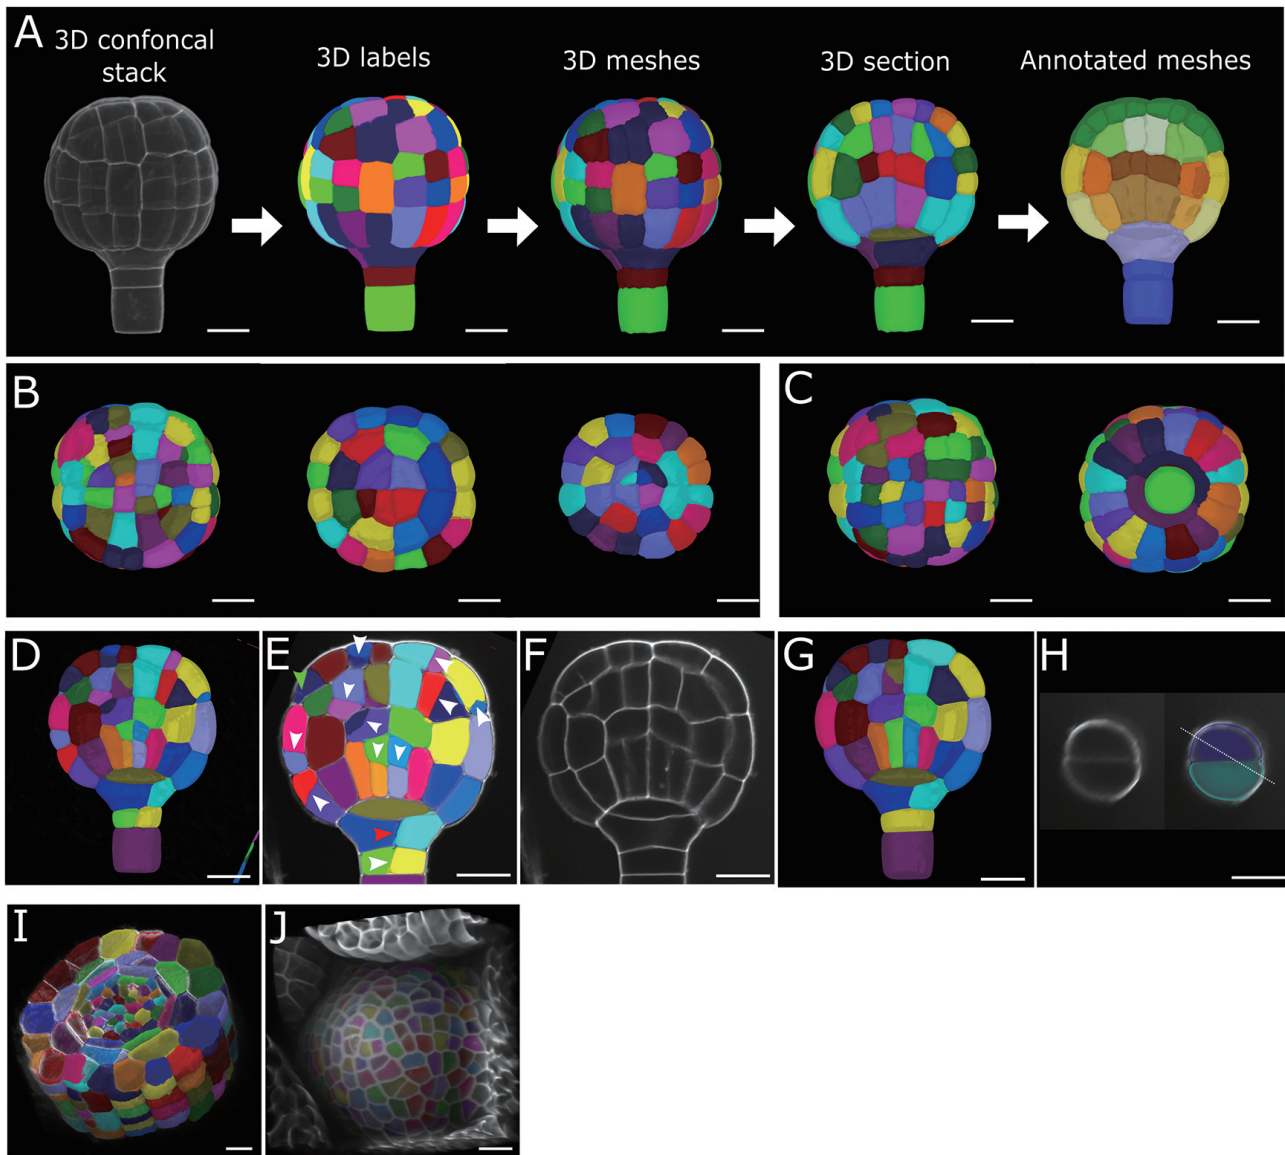 A
3D confoncal
stack
3D labels
3D meshes
3D section
Annotated meshes
B
C
D
E
F
G
H
I
J